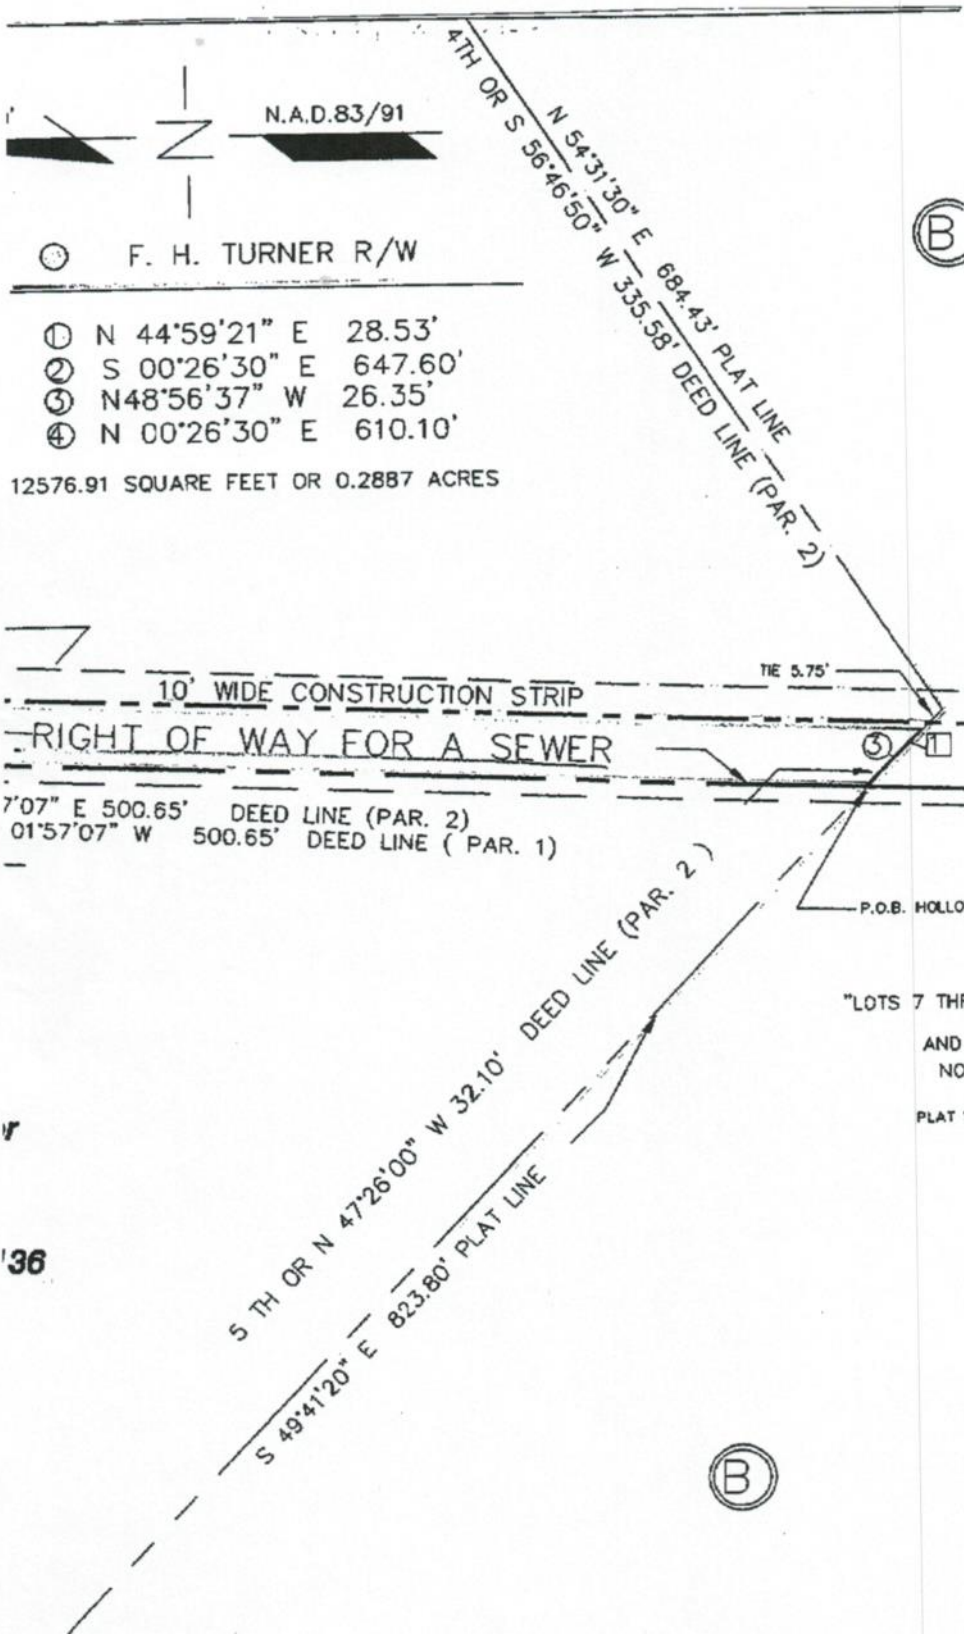 N.A.D.83/91
Z
F. H. TURNER R/W
1 N 44°59'21" E 28.53'
2 S 00°26'30" E 647.60'
3 N48°56'37" W 26.35'
4 N 00°26'30" E 610.10'
12576.91 SQUARE FEET OR 0.2887 ACRES
N 54°31'30" E 684.43' PLAT LINE
4TH OR S 56°46'50" W 335.58' DEED LINE (PAR. 2)
B
TIE 5.75'
10' WIDE CONSTRUCTION STRIP
RIGHT OF WAY FOR A SEWER
3
1
7'07" E 500.65' DEED LINE (PAR. 2)
01°57'07" W 500.65' DEED LINE ( PAR. 1)
P.O.B. HOLLO
"LOTS 7 THR
AND
NO
PLAT
5 TH OR N 47°26'00" W 32.10' DEED LINE (PAR. 2 )
S 49°41'20" E 823.80' PLAT LINE
r
36
B